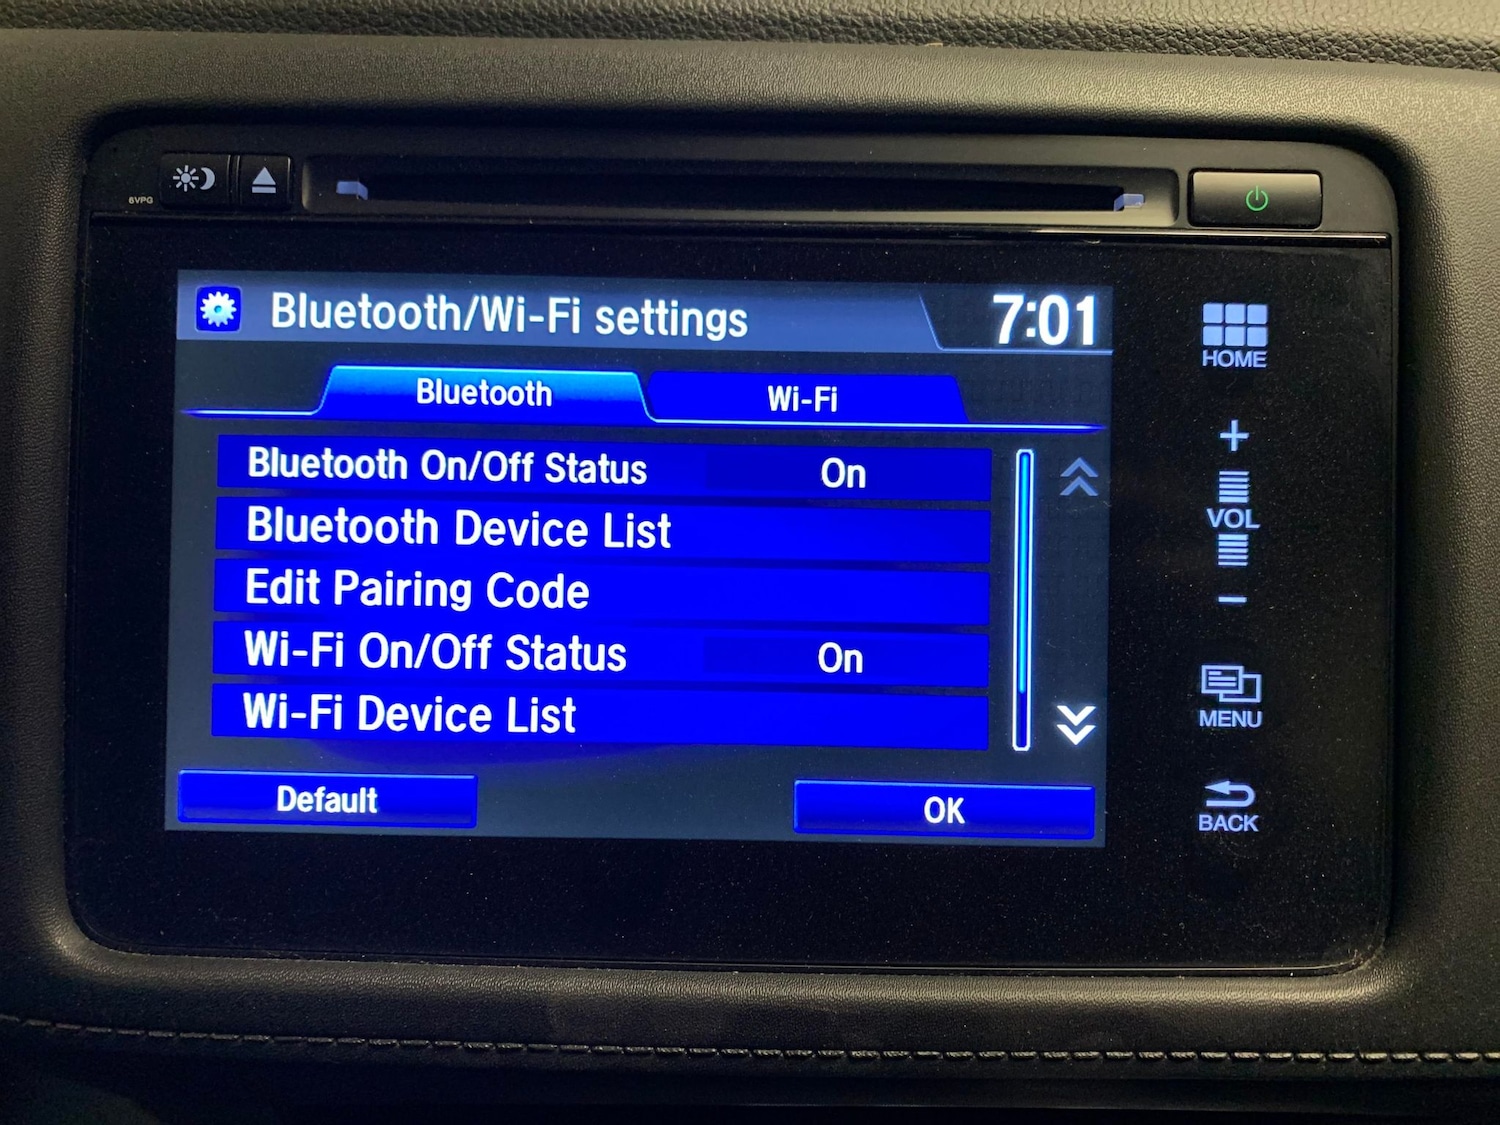 6VPG
Bluetooth/Wi-Fi settings
7:01
Bluetooth
Wi-Fi
Bluetooth On/Off Status On
Bluetooth Device List
Edit Pairing Code
Wi-Fi On/Off Status On
Wi-Fi Device List
Default
OK
HOME
+
VOL
–
MENU
BACK